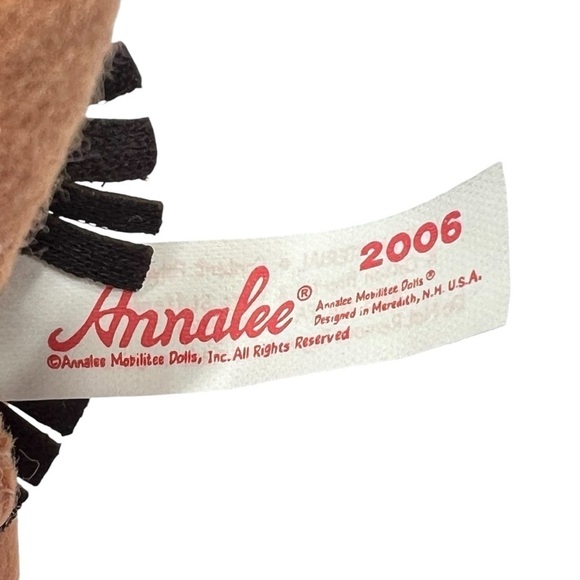 2006
Annalee®
Annalee Mobilitee Dolls®
Designed in Meredith, N.H. U.S.A.
©Annalee Mobilitee Dolls, Inc. All Rights Reserved